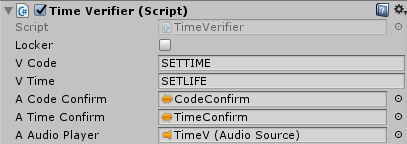 Time Verifier (Script)
Script TimeVerifier
Locker
V Code SETTIME
V Time SETLIFE
A Code Confirm CodeConfirm
A Time Confirm TimeConfirm
A Audio Player TimeV (Audio Source)